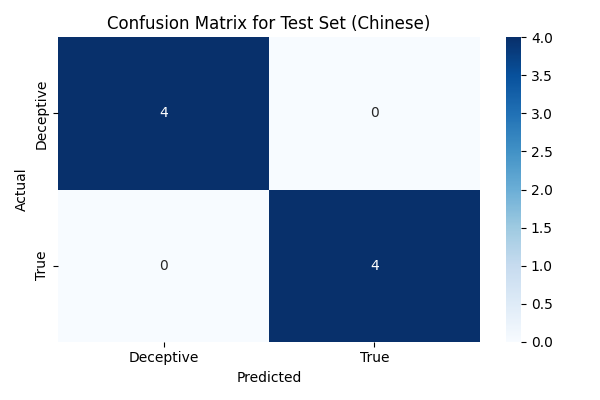 Confusion Matrix for Test Set (Chinese)
Actual
Deceptive
True
4
0
0
4
Deceptive
True
Predicted
4.0
3.5
3.0
2.5
2.0
1.5
1.0
0.5
0.0